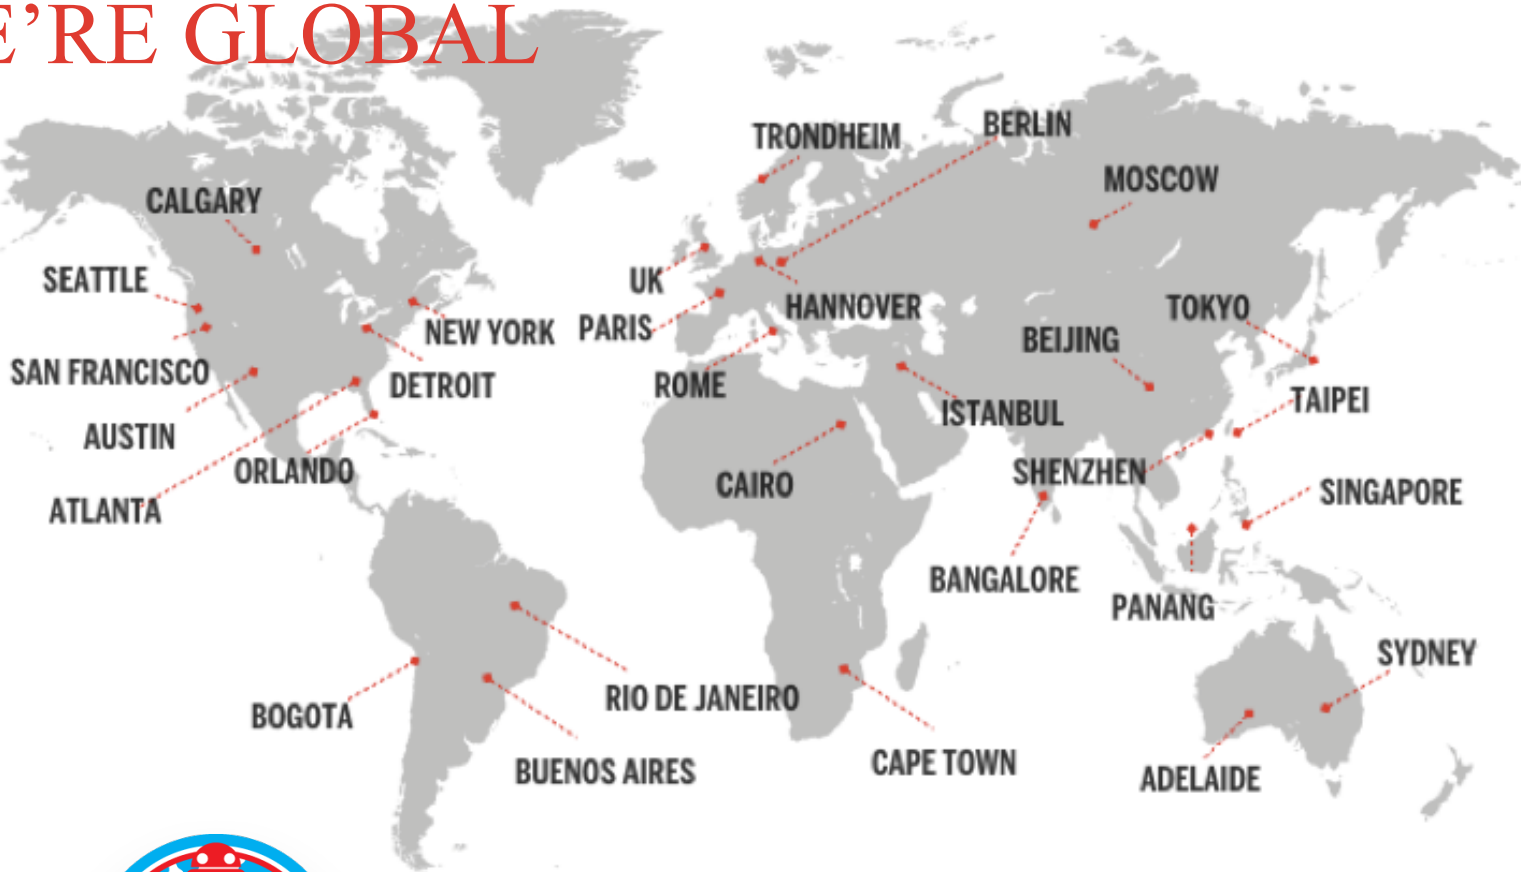 E’RE GLOBAL
TRONDHEIM
BERLIN
MOSCOW
CALGARY
SEATTLE
UK
HANNOVER
TOKYO
NEW YORK
PARIS
BEIJING
SAN FRANCISCO
DETROIT
ROME
TAIPEI
ISTANBUL
AUSTIN
ORLANDO
CAIRO
SHENZHEN
SINGAPORE
ATLANTA
BANGALORE
PANANG
SYDNEY
RIO DE JANEIRO
BOGOTA
CAPE TOWN
BUENOS AIRES
ADELAIDE